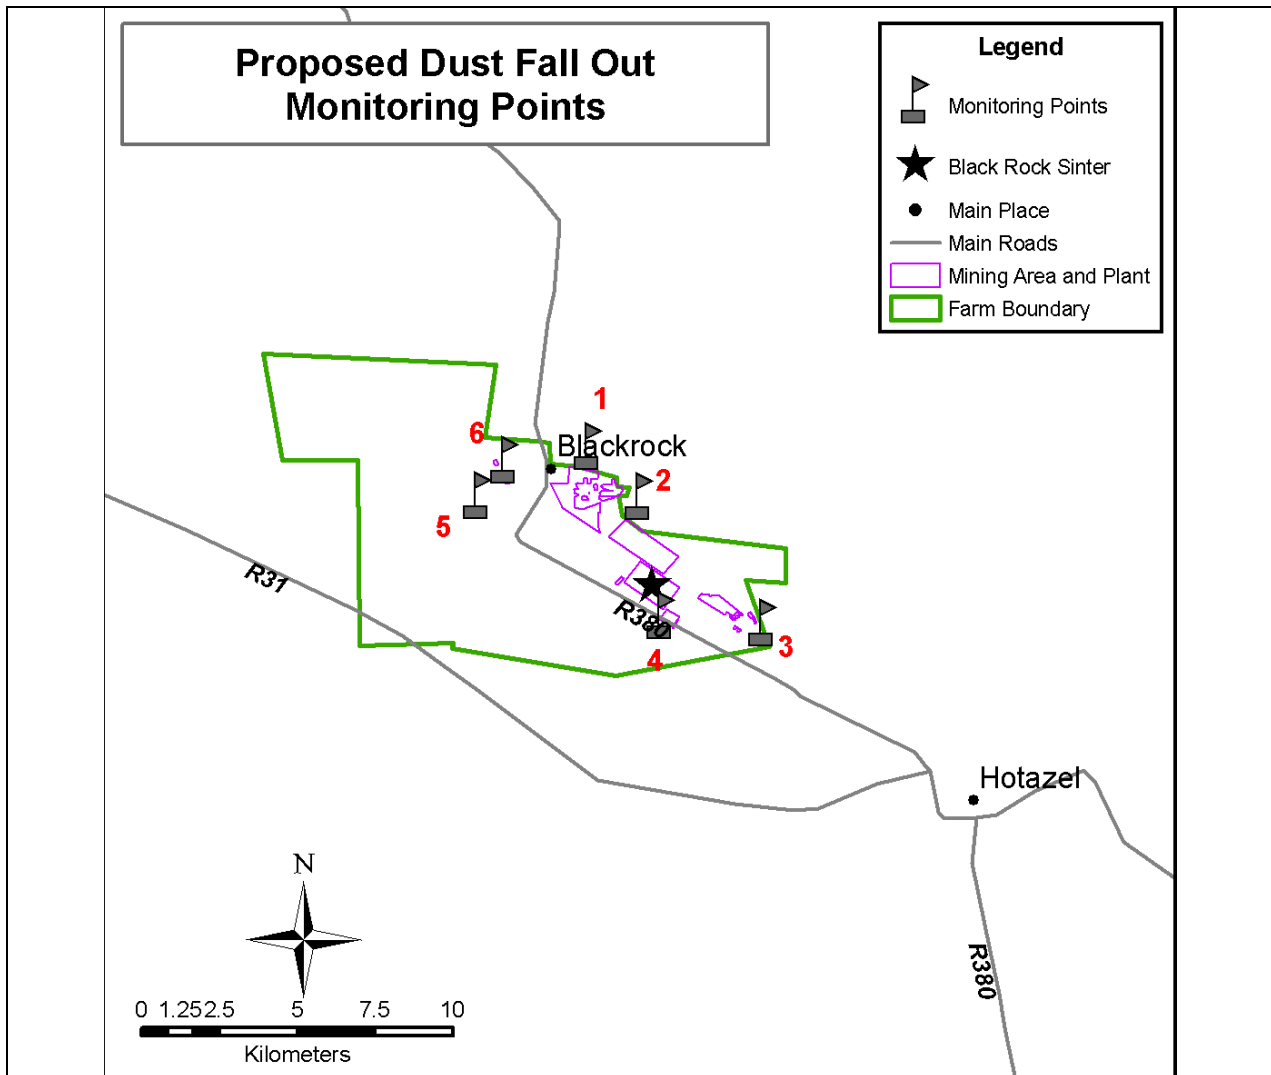 Proposed Dust Fall Out
Monitoring Points
Legend
Monitoring Points
Black Rock Sinter
Main Place
Main Roads
Mining Area and Plant
Farm Boundary
1
6
Blackrock
2
5
R31
R380
4
3
Hotazel
R380
N
0 1.25 2.5 5 7.5 10
Kilometers